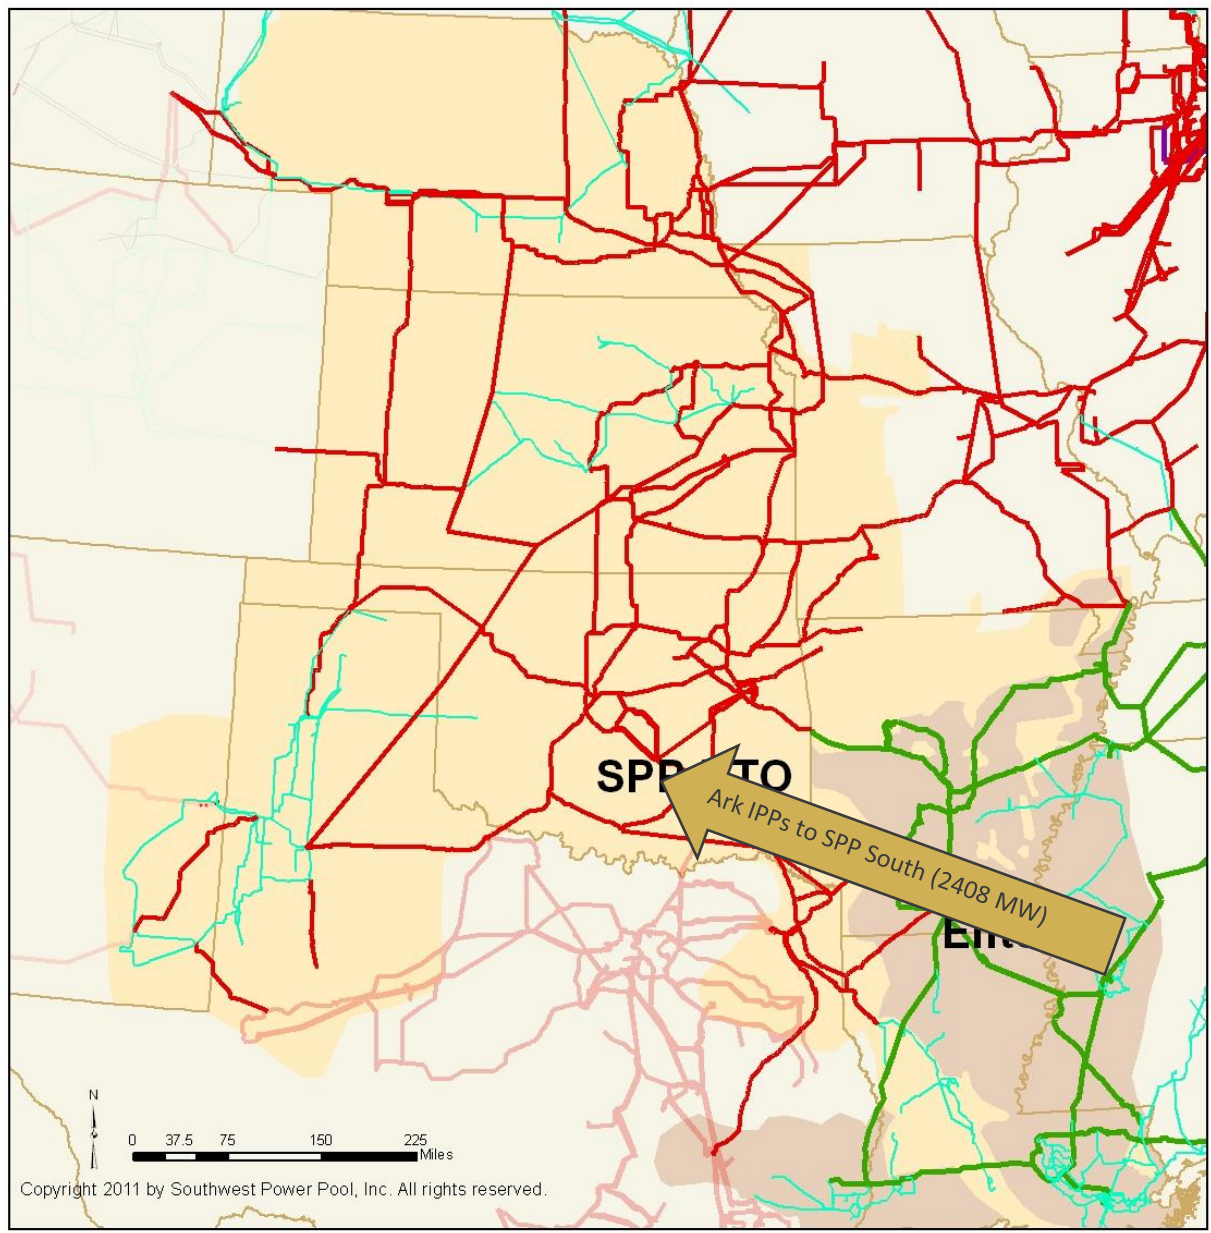 SPP RTO
Ark IPPs to SPP South (2408 MW)
N
0 37.5 75 150 225
Miles
Copyright 2011 by Southwest Power Pool, Inc. All rights reserved.